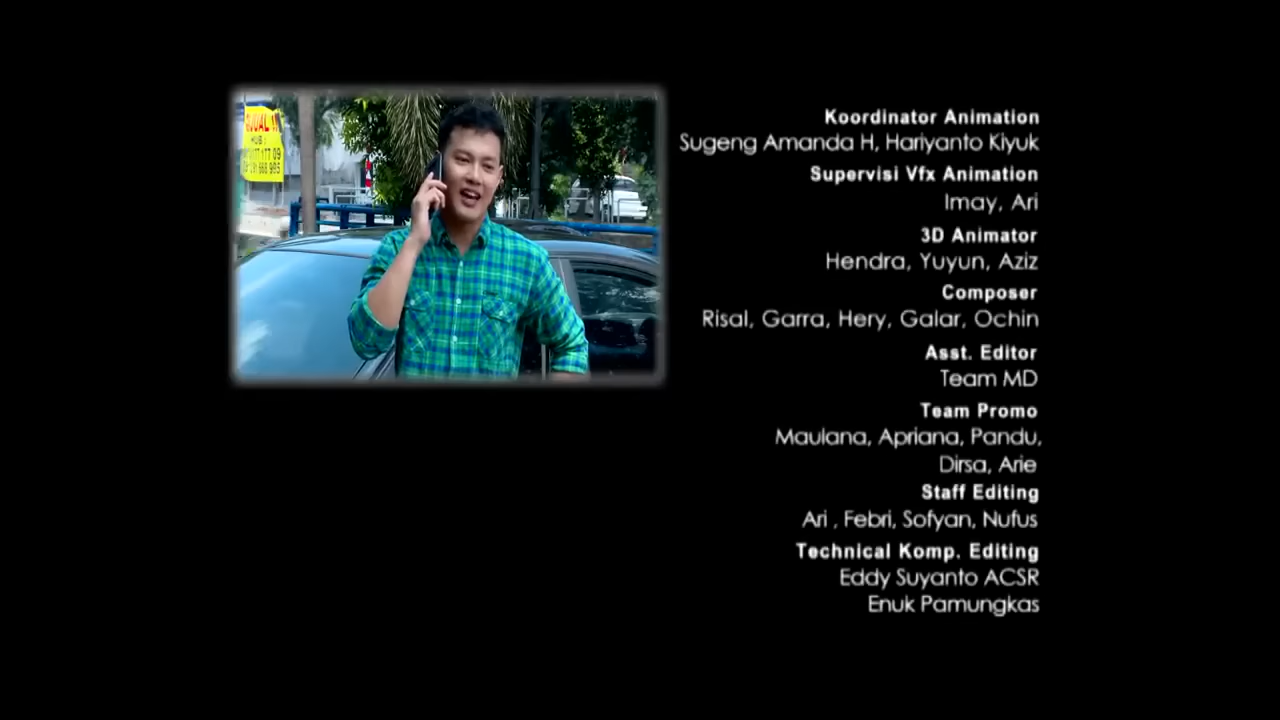 JUAL !!
HUB :
Koordinator Animation
Sugeng Amanda H, Hariyanto Kiyuk
Supervisi Vfx Animation
Imay, Ari
3D Animator
Hendra, Yuyun, Aziz
Composer
Risal, Garra, Hery, Galar, Ochin
Asst. Editor
Team MD
Team Promo
Maulana, Apriana, Pandu,
Dirsa, Arie
Staff Editing
Ari , Febri, Sofyan, Nufus
Technical Komp. Editing
Eddy Suyanto ACSR
Enuk Pamungkas